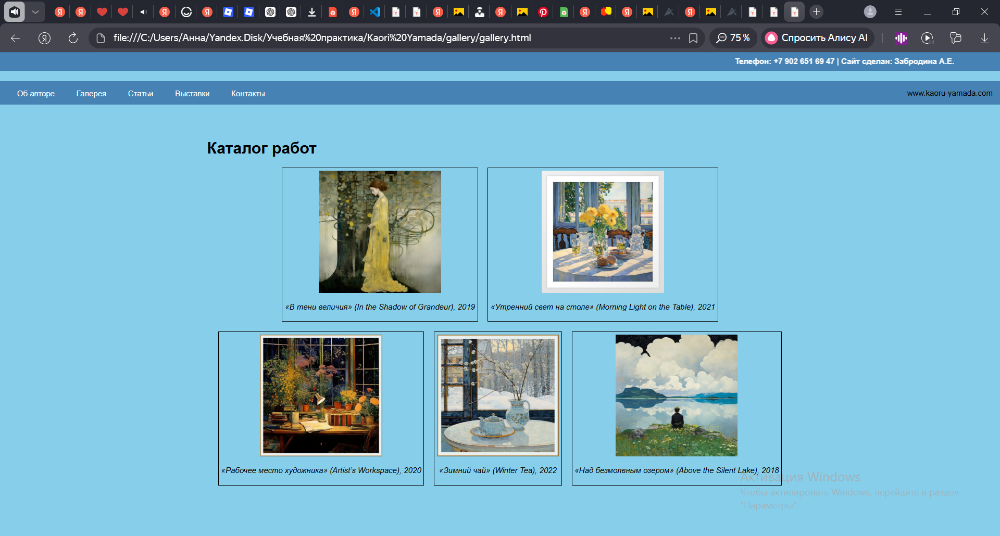 file:///C:/Users/Анна/Yandex.Disk/Учебная%20практика/Kaori%20Yamada/gallery/gallery.html
75 %
Спросить Алису AI
Телефон: +7 902 651 69 47 | Сайт сделан: Забродина А.Е.
Об авторе Галерея Статьи Выставки Контакты www.kaoru-yamada.com
Каталог работ
«В тени величия» (In the Shadow of Grandeur), 2019
«Утренний свет на столе» (Morning Light on the Table), 2021
«Рабочее место художника» (Artist’s Workspace), 2020
«Зимний чай» (Winter Tea), 2022
«Над безмолвным озером» (Above the Silent Lake), 2018
Активация Windows
Чтобы активировать Windows, перейдите в раздел
"Параметры".